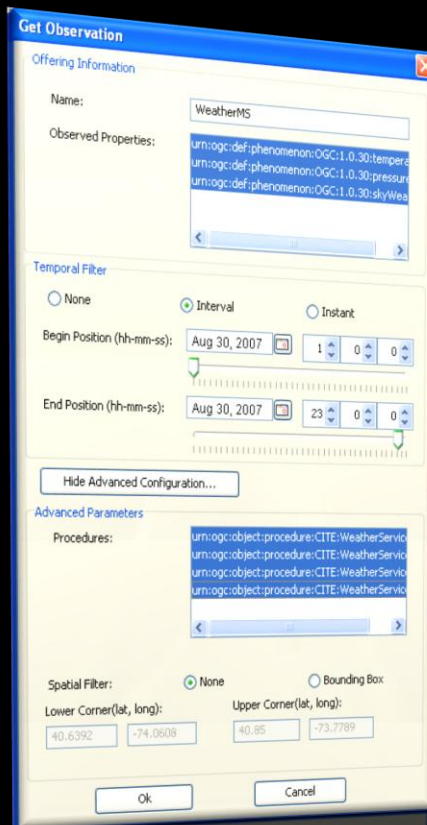 Get Observation
Offering Information
Name: WeatherMS
Observed Properties: urn:ogc:def:phenomenon:OGC:1.0.30:tempera
urn:ogc:def:phenomenon:OGC:1.0.30:pressure
urn:ogc:def:phenomenon:OGC:1.0.30:skyWea
Temporal Filter
None Interval Instant
Begin Position (hh-mm-ss): Aug 30, 2007 1 0 0
End Position (hh-mm-ss): Aug 30, 2007 23 0 0
Hide Advanced Configuration...
Advanced Parameters
Procedures: urn:ogc:object:procedure:CITE:WeatherService
urn:ogc:object:procedure:CITE:WeatherService
urn:ogc:object:procedure:CITE:WeatherService
urn:ogc:object:procedure:CITE:WeatherService
Spatial Filter: None Bounding Box
Lower Corner(lat, long): Upper Corner(lat, long):
40.6392 -74.0608 40.85 -73.7789
Ok Cancel